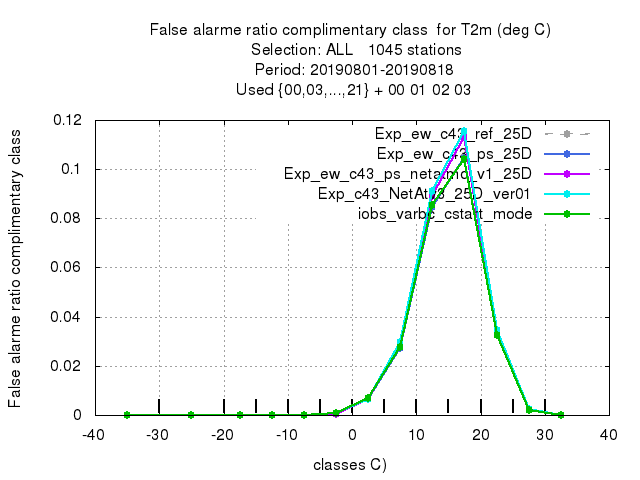 False alarme ratio complimentary class for T2m (deg C)
Selection: ALL 1045 stations
Period: 20190801-20190818
Used {00,03,...,21} + 00 01 02 03
False alarme ratio complimentary class
0.12
0.1
0.08
0.06
0.04
0.02
0
Exp_ew_c43_ref_25D
Exp_ew_c43_ps_25D
Exp_ew_c43_ps_netatmo_v1_25D
Exp_c43_NetAtm3_25D_ver01
iobs_varbc_cstart_mode
-40 -30 -20 -10 0 10 20 30 40
classes C)